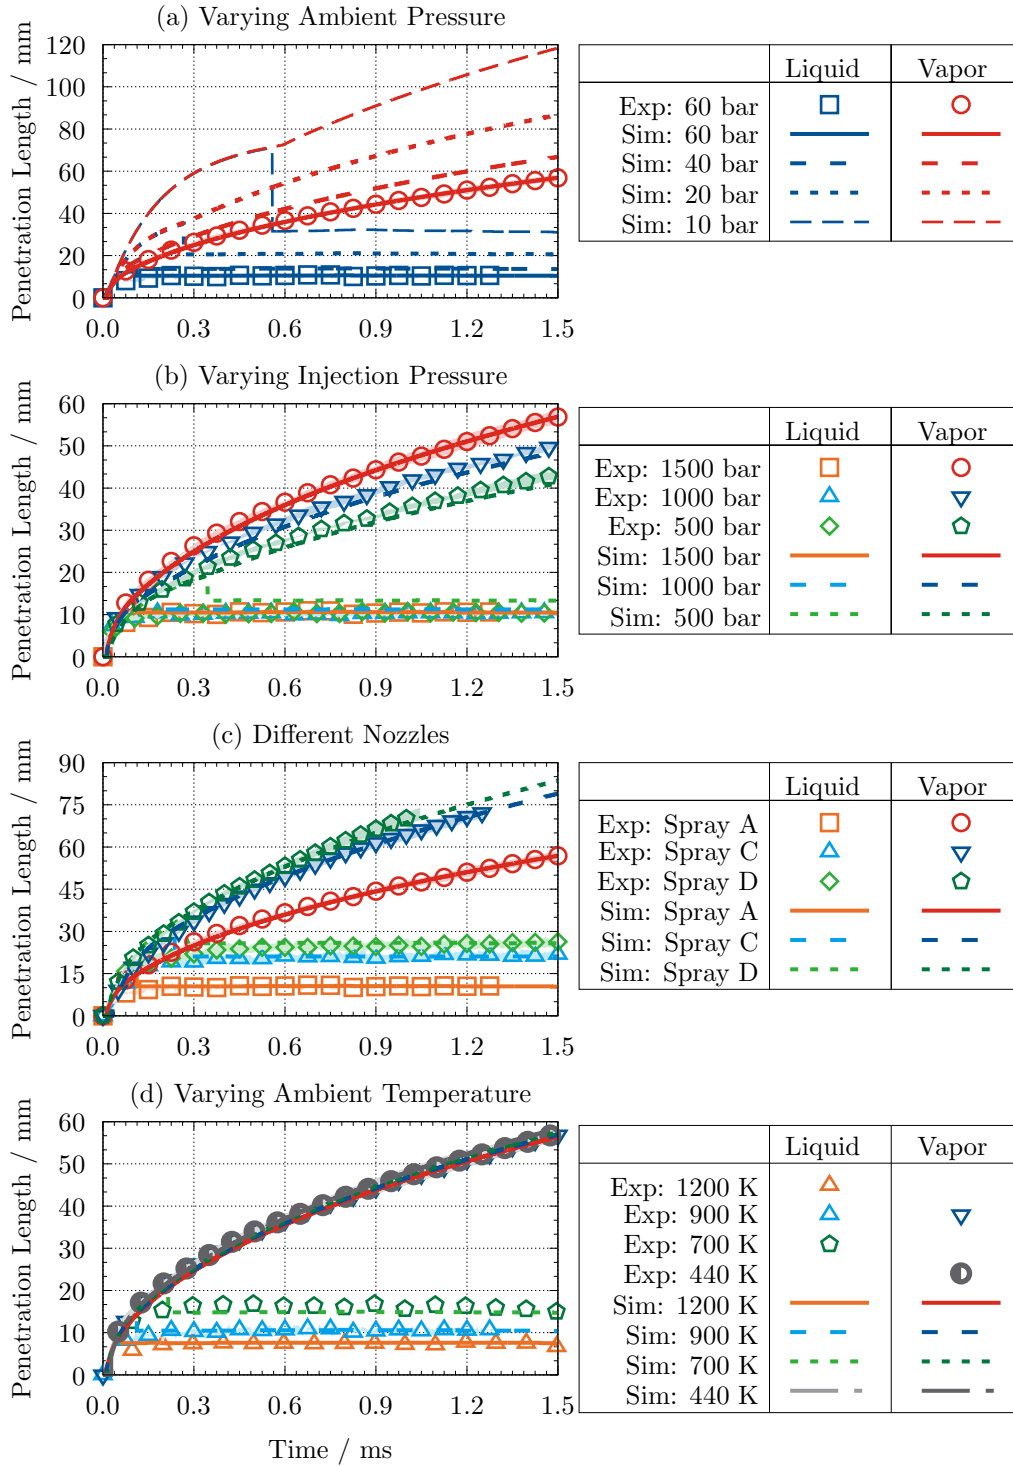 (a) Varying Ambient Pressure
Penetration Length / mm
120
100
80
60
40
20
0
0.0 0.3 0.6 0.9 1.2 1.5
Liquid Vapor
Exp: 60 bar
Sim: 60 bar
Sim: 40 bar
Sim: 20 bar
Sim: 10 bar
(b) Varying Injection Pressure
Penetration Length / mm
60
50
40
30
20
10
0
0.0 0.3 0.6 0.9 1.2 1.5
Liquid Vapor
Exp: 1500 bar
Exp: 1000 bar
Exp: 500 bar
Sim: 1500 bar
Sim: 1000 bar
Sim: 500 bar
(c) Different Nozzles
Penetration Length / mm
90
75
60
45
30
15
0
0.0 0.3 0.6 0.9 1.2 1.5
Liquid Vapor
Exp: Spray A
Exp: Spray C
Exp: Spray D
Sim: Spray A
Sim: Spray C
Sim: Spray D
(d) Varying Ambient Temperature
Penetration Length / mm
60
50
40
30
20
10
0
0.0 0.3 0.6 0.9 1.2 1.5
Time / ms
Liquid Vapor
Exp: 1200 K
Exp: 900 K
Exp: 700 K
Exp: 440 K
Sim: 1200 K
Sim: 900 K
Sim: 700 K
Sim: 440 K